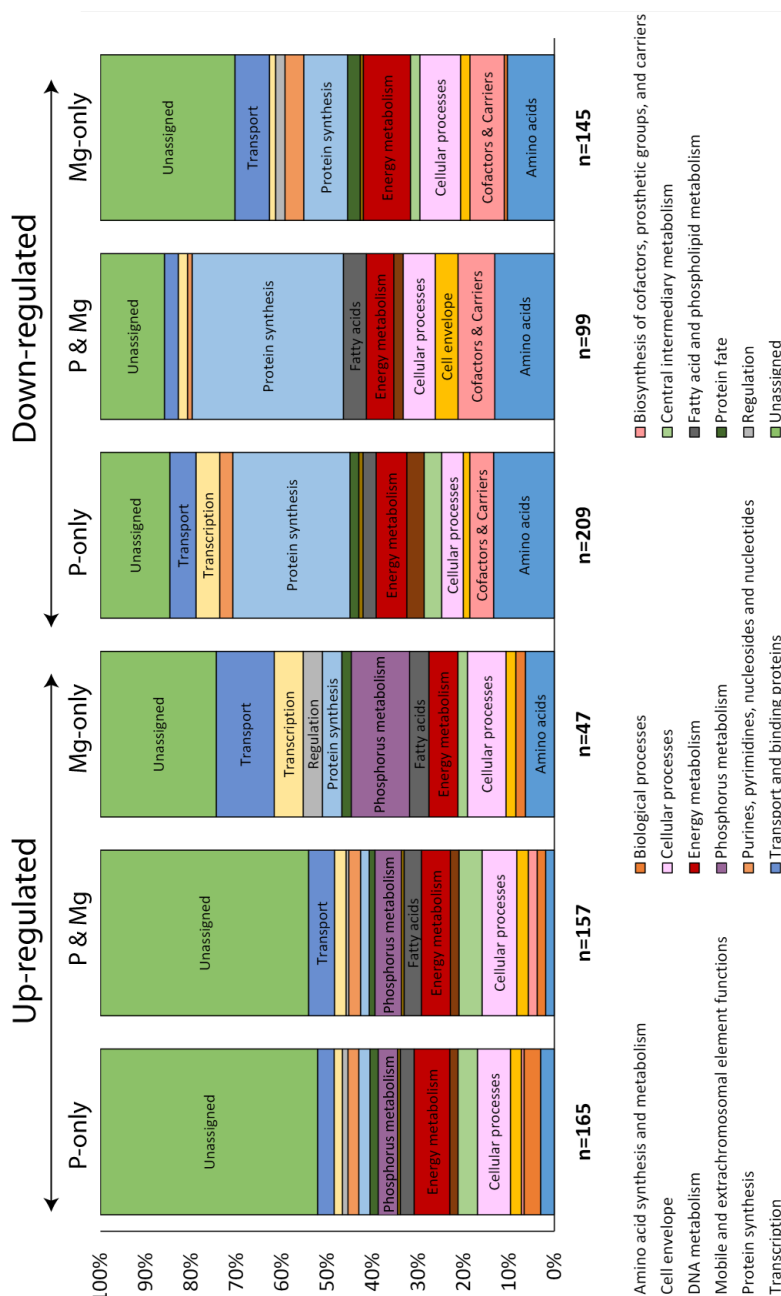 Up-regulated
Down-regulated
P-only
P & Mg
Mg-only
P-only
P & Mg
Mg-only
100%
90%
80%
70%
60%
50%
40%
30%
20%
10%
0%
Unassigned
Phosphorus metabolism
Energy metabolism
Cellular processes
Unassigned
Transport
Phosphorus metabolism
Fatty acids
Energy metabolism
Cellular processes
Unassigned
Transport
Transcription
Regulation
Protein synthesis
Phosphorus metabolism
Fatty acids
Energy metabolism
Cellular processes
Amino acids
Unassigned
Transport
Transcription
Protein synthesis
Energy metabolism
Cellular processes
Cofactors & Carriers
Amino acids
Unassigned
Protein synthesis
Fatty acids
Energy metabolism
Cellular processes
Cell envelope
Cofactors & Carriers
Amino acids
Unassigned
Transport
Protein synthesis
Energy metabolism
Cellular processes
Cofactors & Carriers
Amino acids
n=165
n=157
n=47
n=209
n=99
n=145
Amino acid synthesis and metabolism
Biological processes
Biosynthesis of cofactors, prosthetic groups, and carriers
Cell envelope
Cellular processes
Central intermediary metabolism
DNA metabolism
Energy metabolism
Fatty acid and phospholipid metabolism
Mobile and extrachromosomal element functions
Phosphorus metabolism
Protein fate
Protein synthesis
Purines, pyrimidines, nucleosides and nucleotides
Regulation
Transcription
Transport and binding proteins
Unassigned